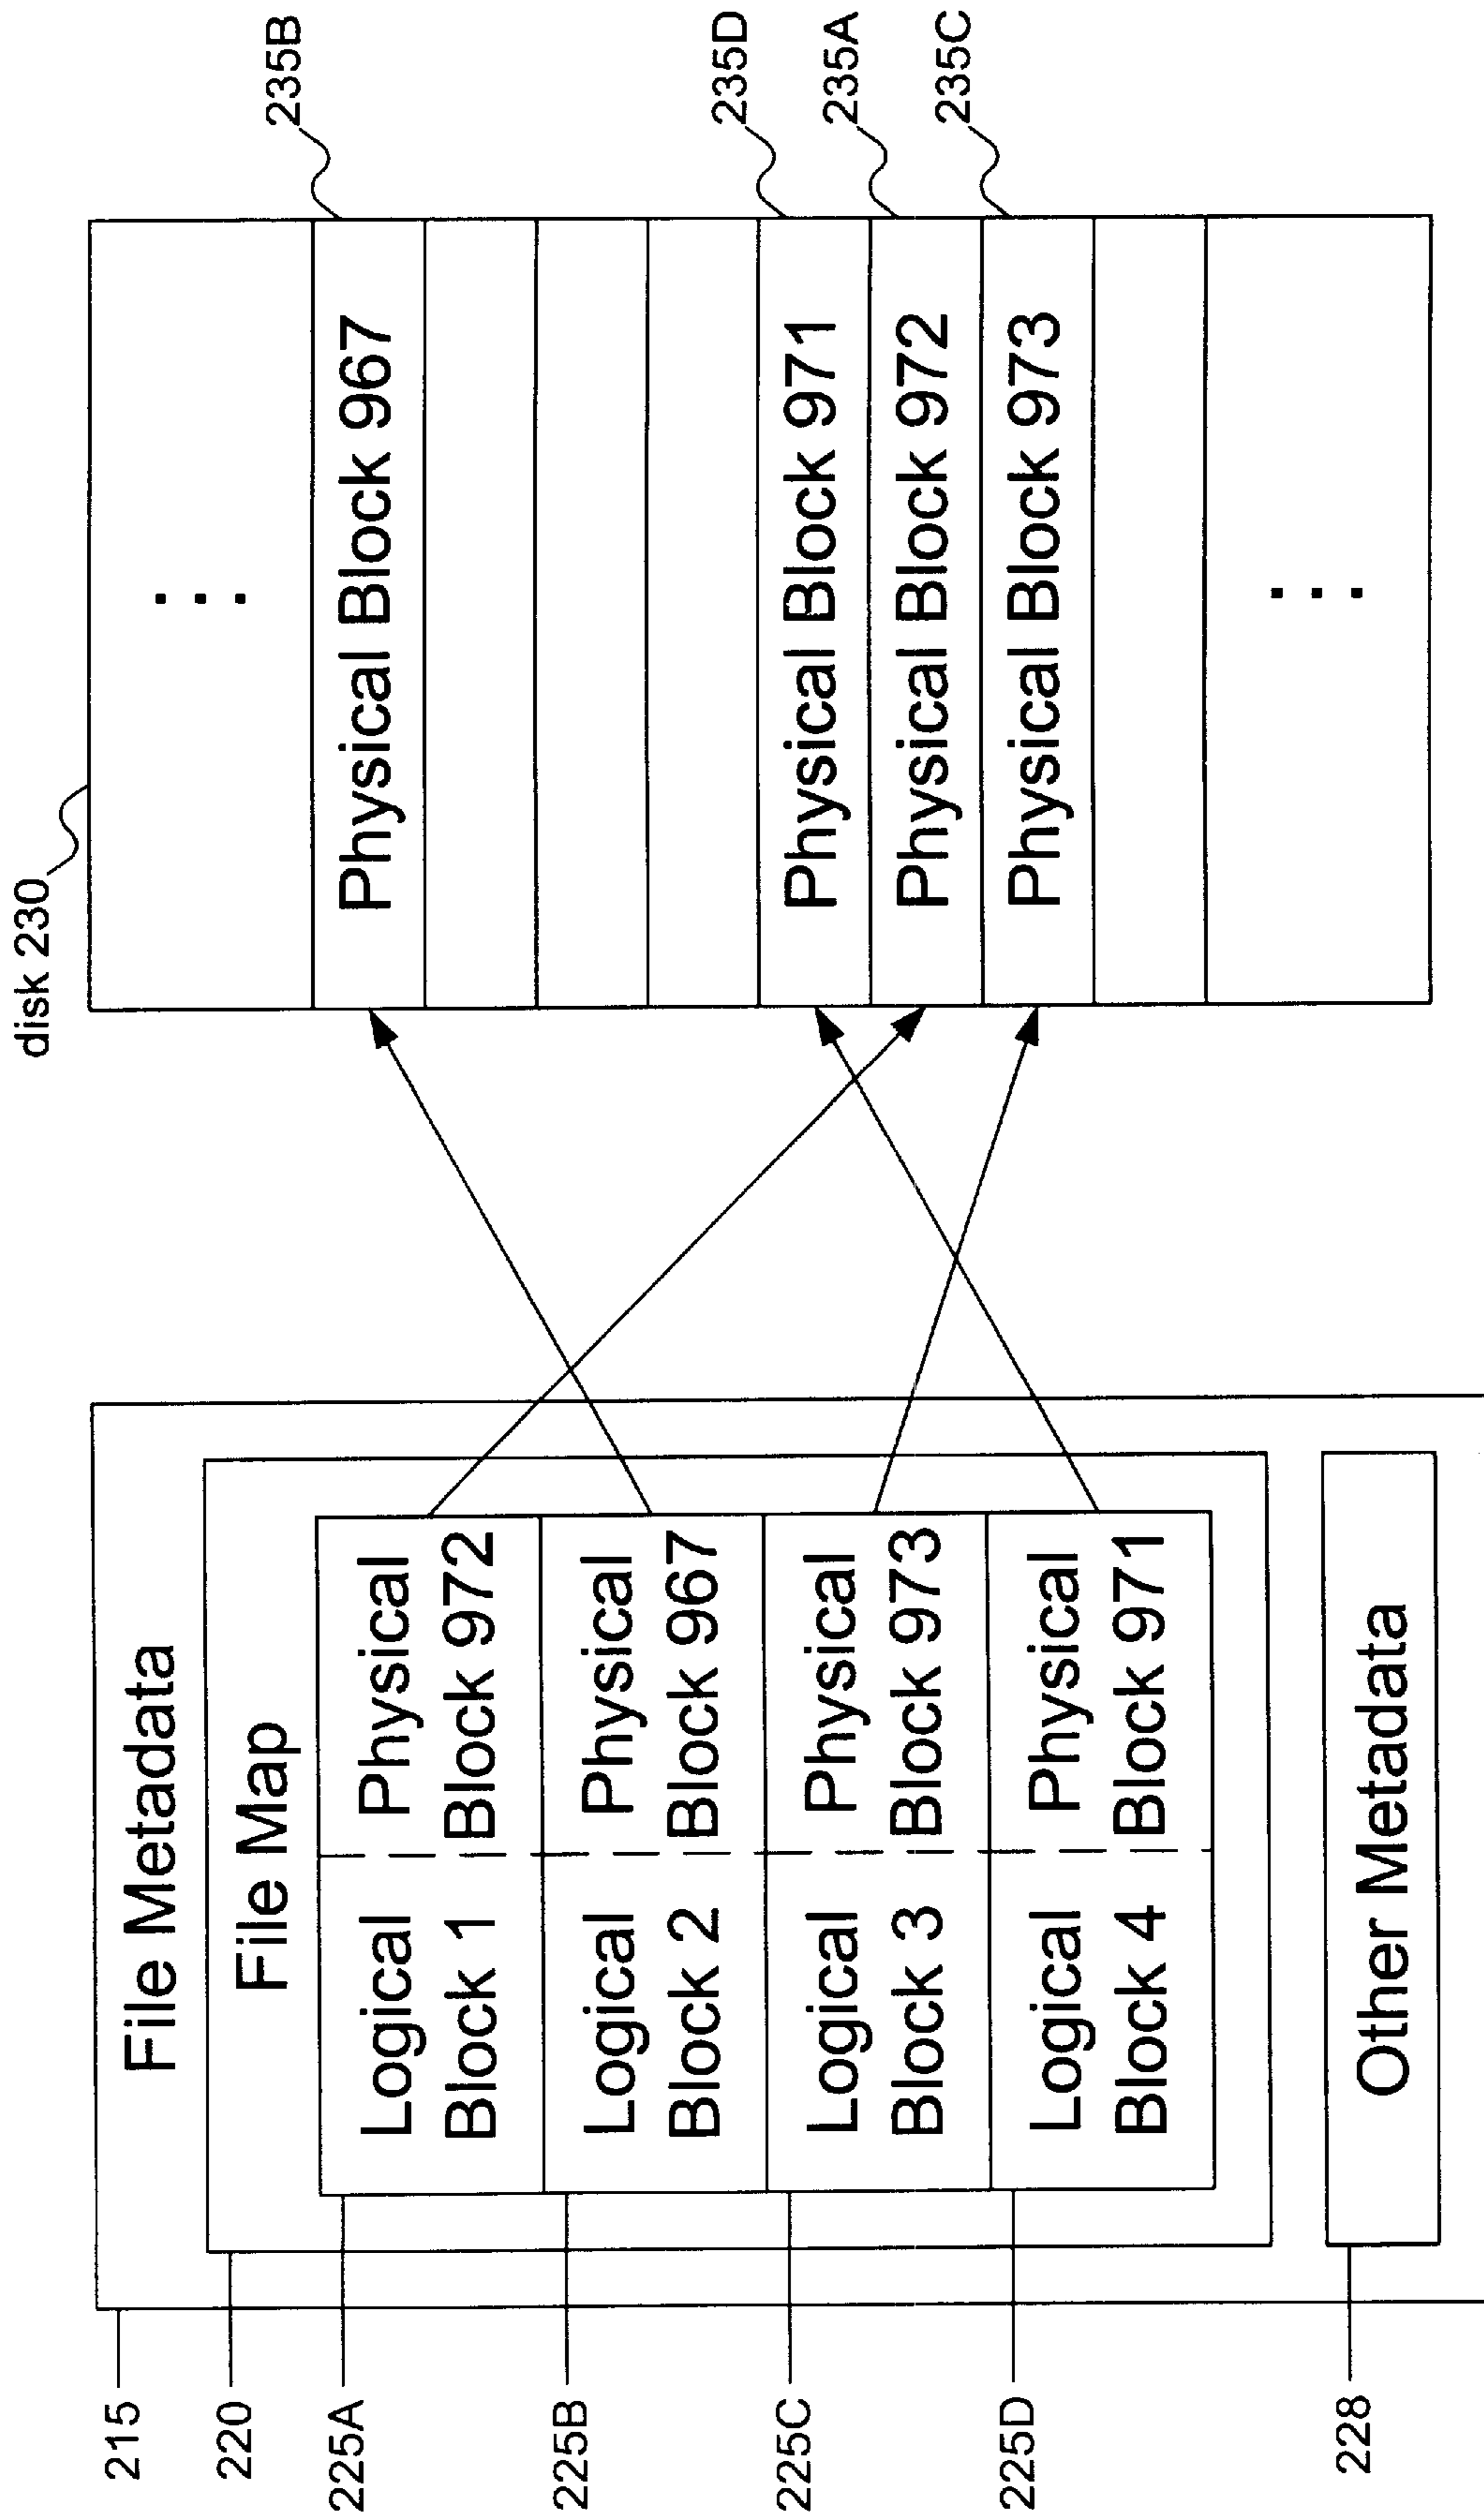 215
220
225A
225B
225C
225D
228
File Metadata
File Map
Logical
Block 1
Physical
Block 972
Logical
Block 2
Physical
Block 967
Logical
Block 3
Physical
Block 973
Logical
Block 4
Physical
Block 971
Other Metadata
disk 230
...
Physical Block 967
Physical Block 971
Physical Block 972
Physical Block 973
...
235B
235D
235A
235C